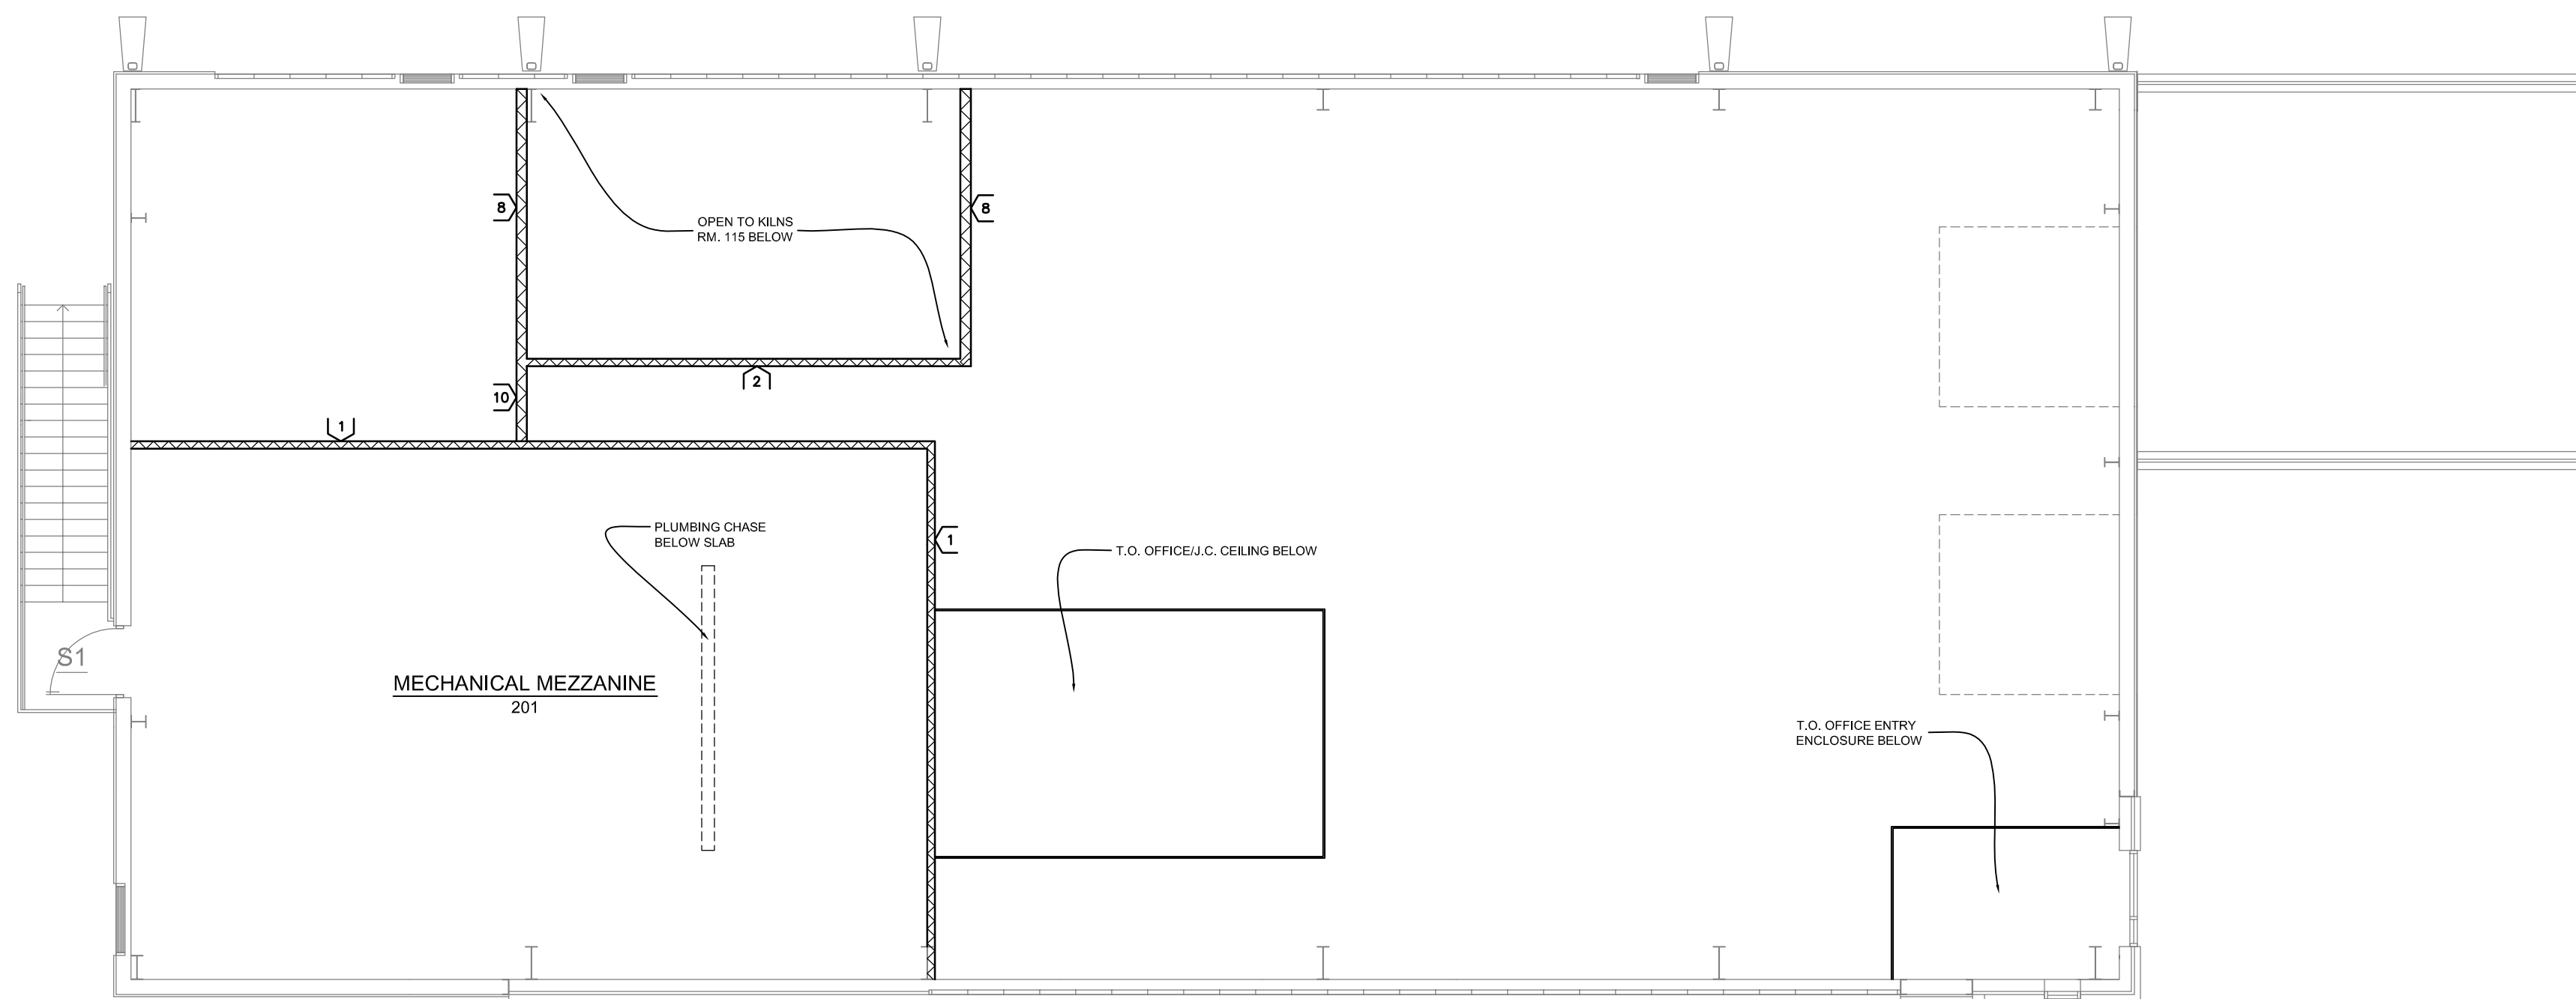 8
OPEN TO KILNS
RM. 115 BELOW
8
2
10
1
PLUMBING CHASE
BELOW SLAB
1
T.O. OFFICE/J.C. CEILING BELOW
S1
MECHANICAL MEZZANINE
201
T.O. OFFICE ENTRY
ENCLOSURE BELOW